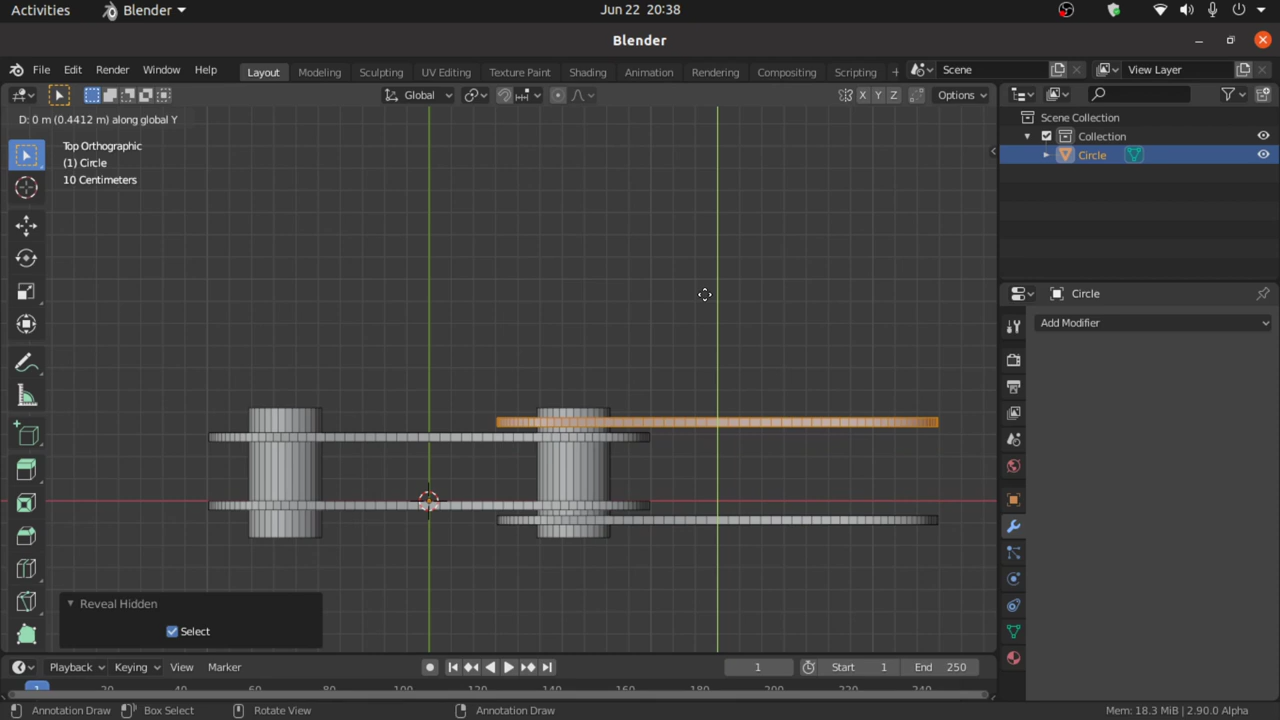 Activities Blender Jun 22 20:38
Blender
File Edit Render Window Help Layout Modeling Sculpting UV Editing Texture Paint Shading Animation Rendering Compositing Scripting + Scene View Layer
Global X Y Z Options
D: 0 m (0.4412 m) along global Y
Top Orthographic
(1) Circle
10 Centimeters
Scene Collection
Collection
Circle
Circle
Add Modifier
Reveal Hidden
Select
Playback Keying View Marker 1 Start 1 End 250
1 20 40 60 80 100 120 140 160 180 200 220 240
Annotation Draw Box Select Rotate View Annotation Draw Mem: 18.3 MiB | 2.90.0 Alpha